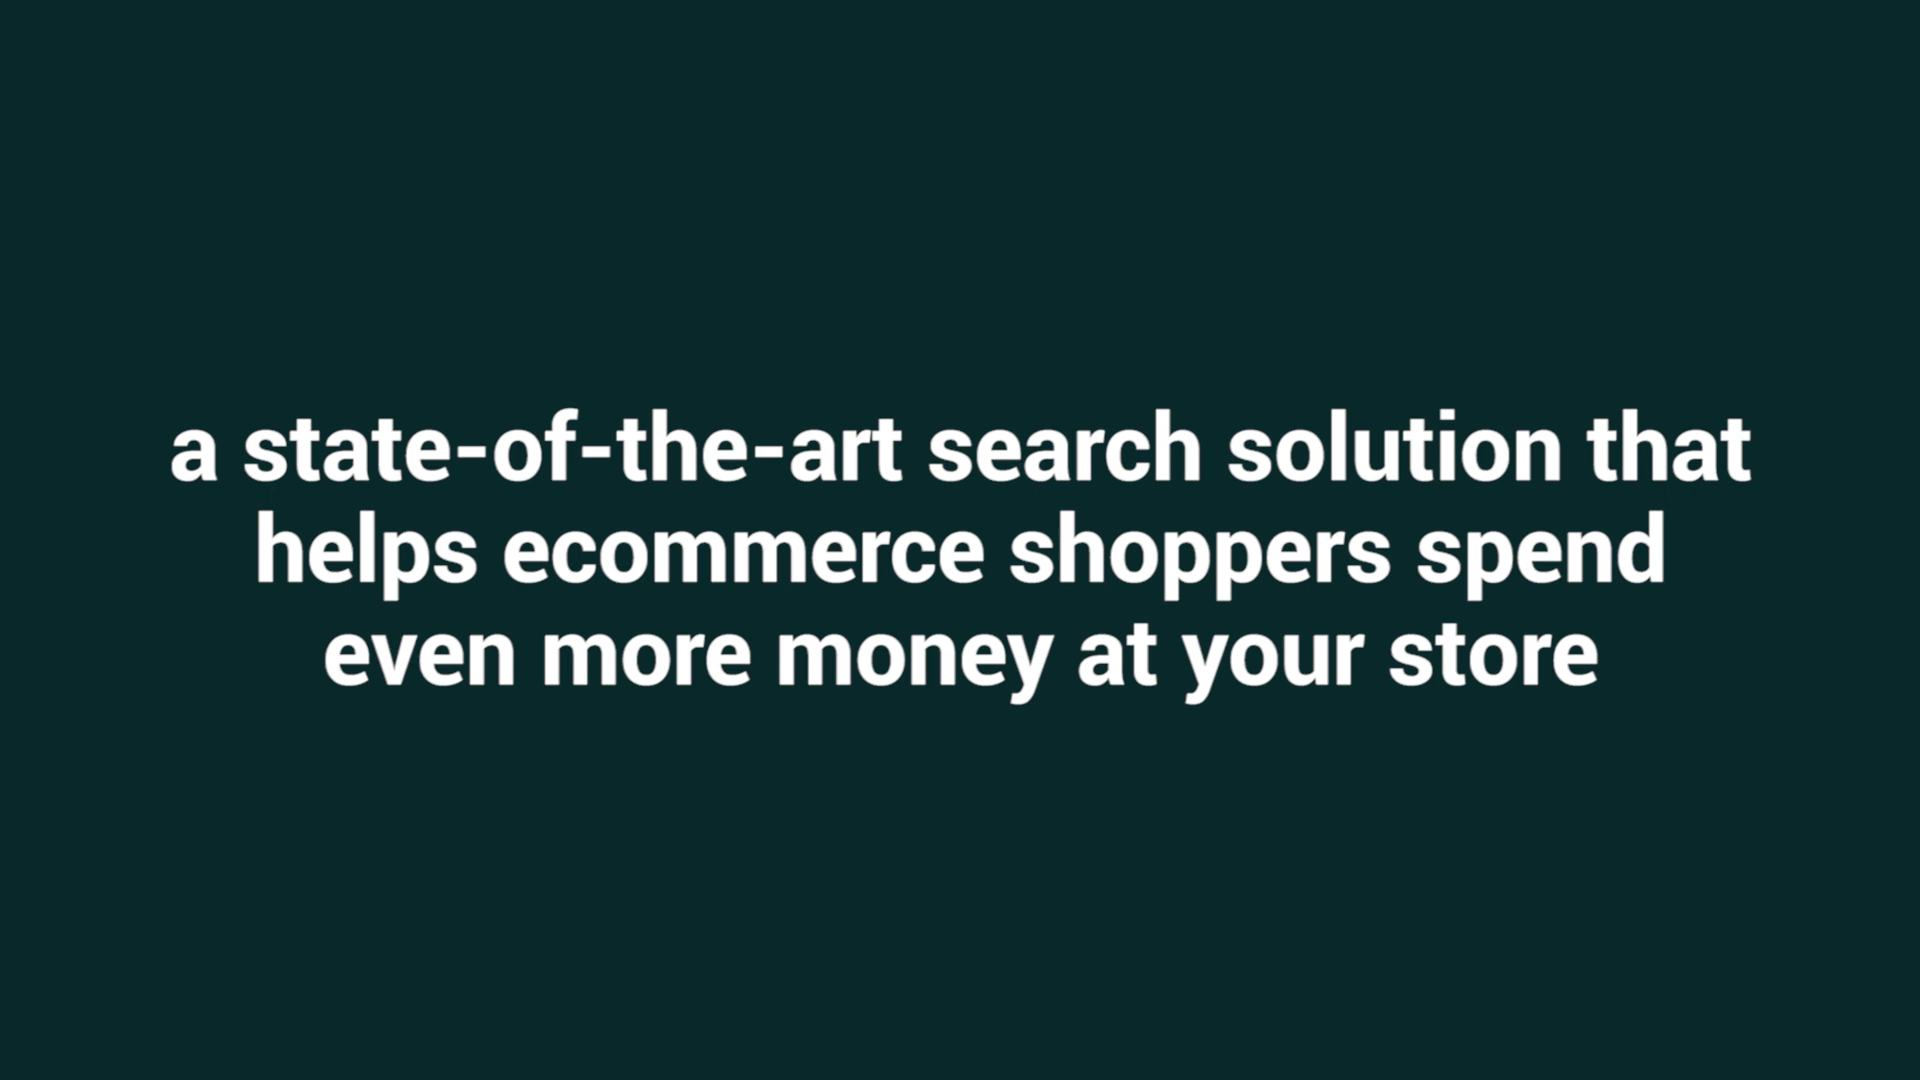 a state-of-the-art search solution that
helps ecommerce shoppers spend
even more money at your store